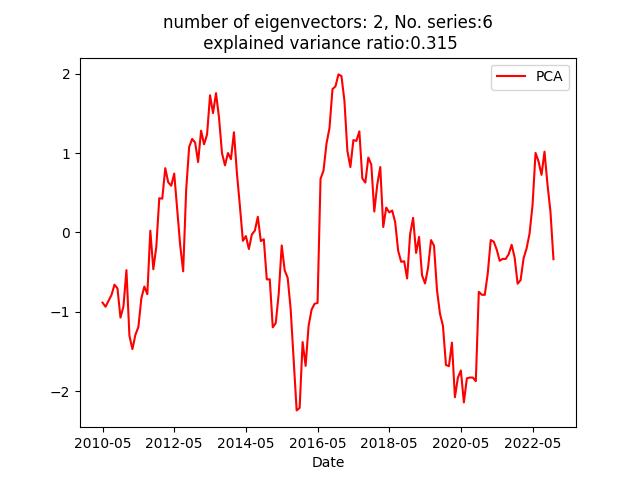 number of eigenvectors: 2, No. series:6
explained variance ratio:0.315
PCA
2
1
0
−1
−2
2010-05 2012-05 2014-05 2016-05 2018-05 2020-05 2022-05
Date